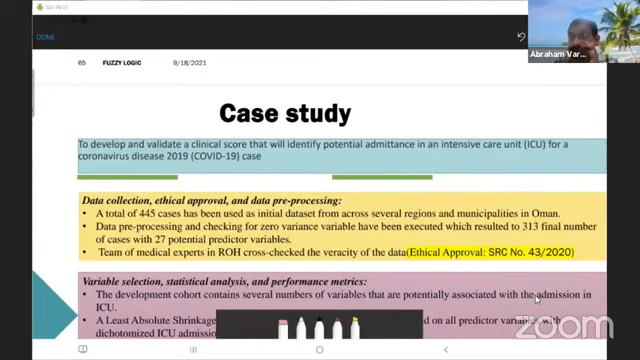 SM-P610
DONE
Abraham Var...
65 FUZZY LOGIC 9/18/2021
Case study
To develop and validate a clinical score that will identify potential admittance in an intensive care unit (ICU) for a
coronavirus disease 2019 (COVID-19) case
Data collection, ethical approval, and data pre-processing:
• A total of 445 cases has been used as initial dataset from across several regions and municipalities in Oman.
• Data pre-processing and checking for zero variance variable have been executed which resulted to 313 final number
of cases with 27 potential predictor variables.
• Team of medical experts in ROH cross-checked the veracity of the data(Ethical Approval: SRC No. 43/2020)
Variable selection, statistical analysis, and performance metrics:
• The development cohort contains several numbers of variables that are potentially associated with the admission in
ICU.
• A Least Absolute Shrinkage on all predictor variables with
dichotomized ICU admission
zoom